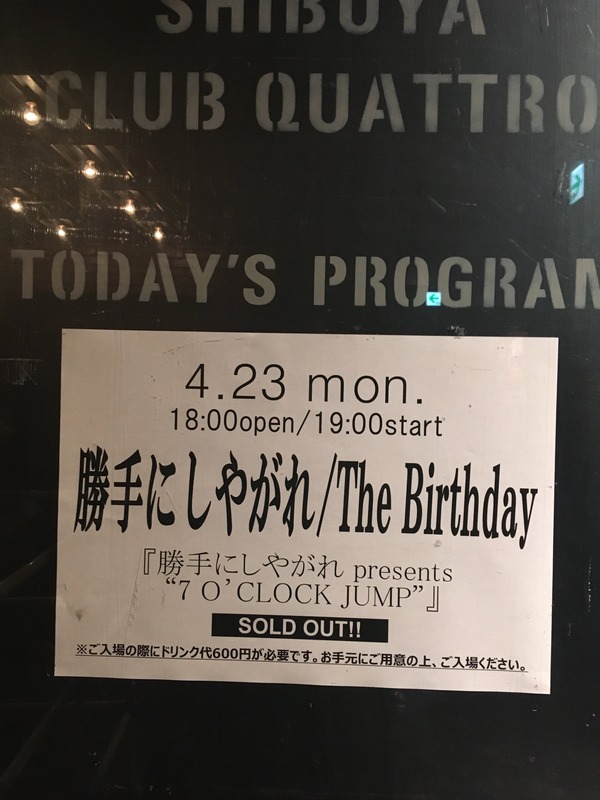 SHIBUYA
CLUB QUATTRO
TODAY'S PROGRAM
4.23 mon.
18:00open/19:00start
勝手にしやがれ/The Birthday
『勝手にしやがれ presents
“7 O’CLOCK JUMP”』
SOLD OUT!!
※ご入場の際にドリンク代600円が必要です。お手元にご用意の上、ご入場ください。